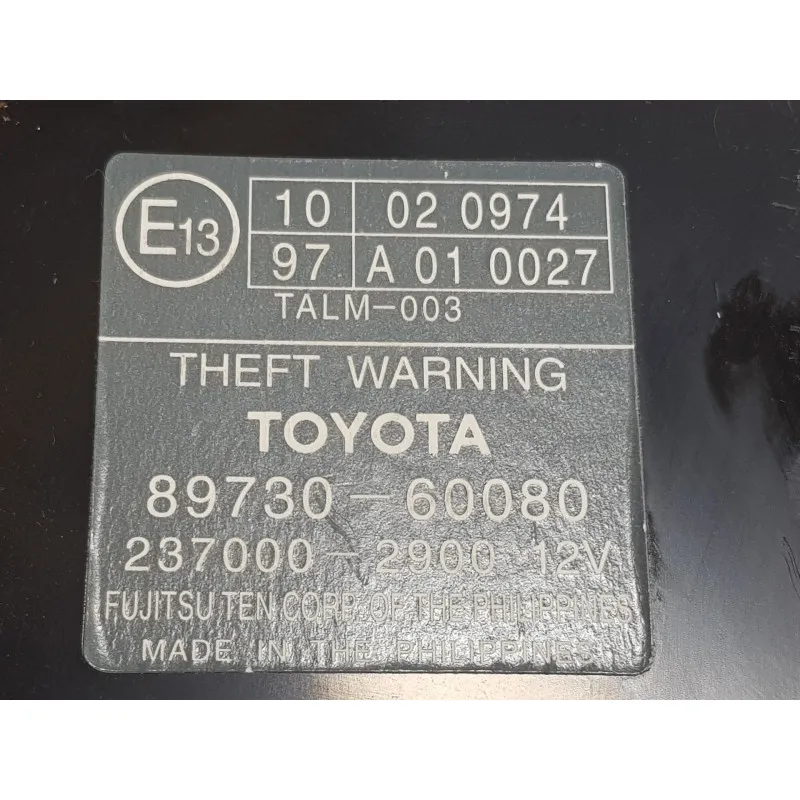 E13
10 02 0974
97 A 01 0027
TALM-003
THEFT WARNING
TOYOTA
89730-60080
237000-2900 12V
FUJITSU TEN CORP. OF THE PHILIPPINES
MADE IN THE PHILIPPINES